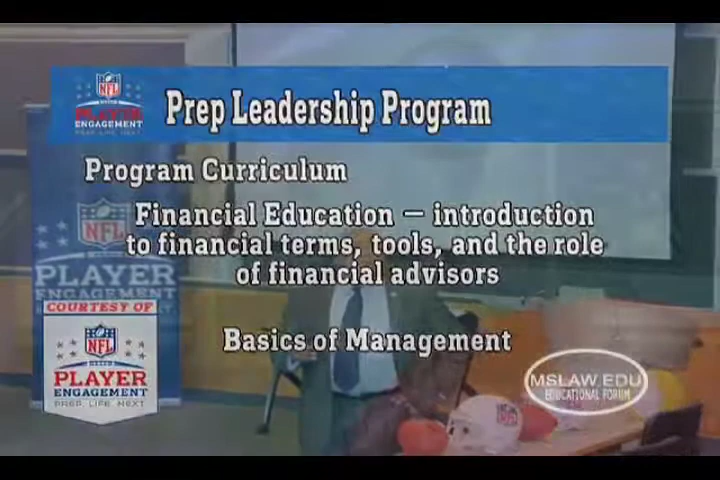 NFL
PLAYER
ENGAGEMENT
PREP. LIFE. NEXT.
Prep Leadership Program
Program Curriculum
Financial Education — introduction
to financial terms, tools, and the role
of financial advisors
Basics of Management
NFL
PLAYER
ENGAGEMENT
COURTESY OF
NFL
PLAYER
ENGAGEMENT
PREP. LIFE. NEXT.
MSLAW.EDU
EDUCATIONAL FORUM
NFL